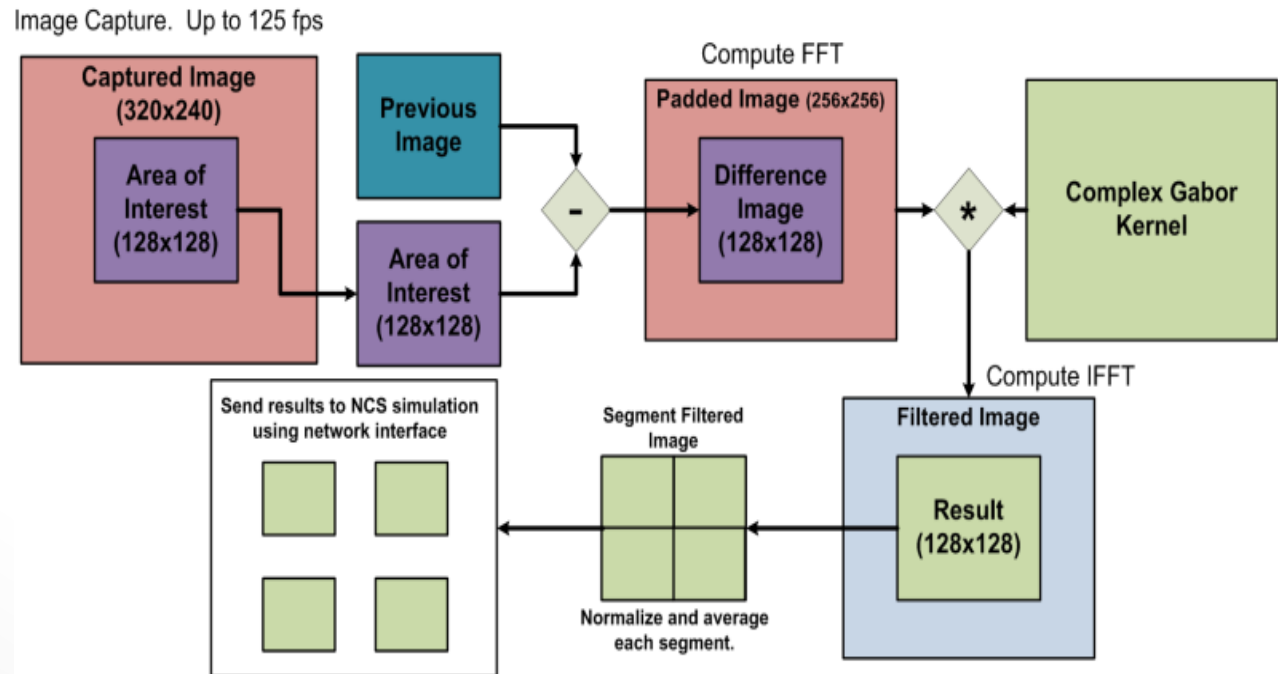 Image Capture.  Up to 125 fps
Captured Image
(320x240)
Area of
Interest
(128x128)
Previous
Image
Area of
Interest
(128x128)
-
Compute FFT
Padded Image (256x256)
Difference
Image
(128x128)
*
Complex Gabor
Kernel
Compute IFFT
Filtered Image
Result
(128x128)
Segment Filtered
Image
Normalize and average
each segment.
Send results to NCS simulation
using network interface